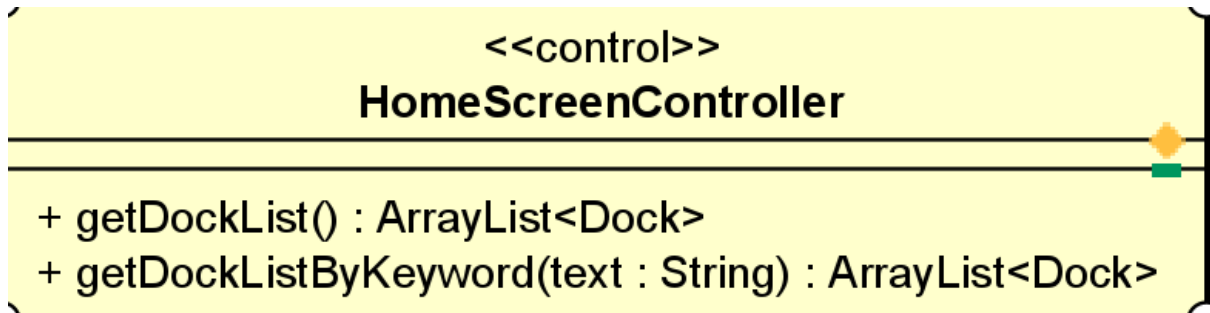 <<control>>
HomeScreenController
+ getDockList() : ArrayList<Dock>
+ getDockListByKeyword(text : String) : ArrayList<Dock>